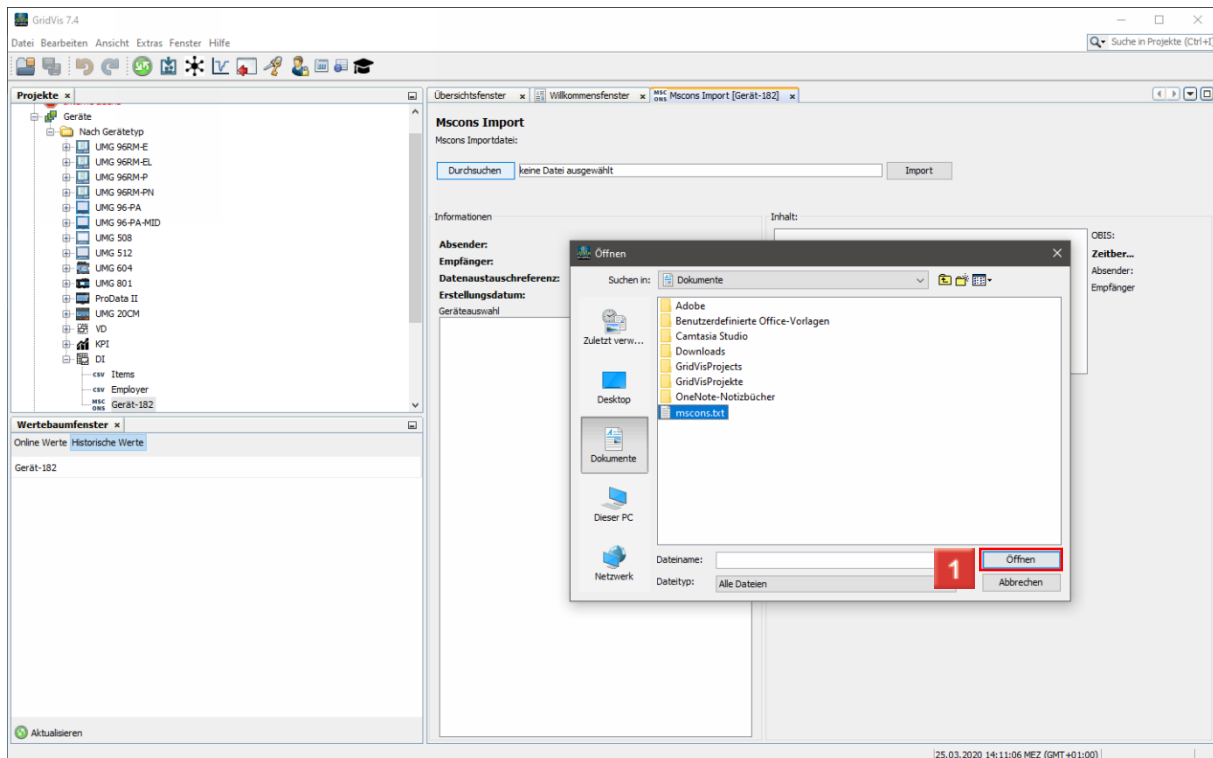 GridVis 7.4
Datei Bearbeiten Ansicht Extras Fenster Hilfe
Suche in Projekte (Ctrl+I)
Projekte
Geräte
Nach Gerätetyp
UMG 96RM-E
UMG 96RM-EL
UMG 96RM-P
UMG 96RM-PN
UMG 96-PA
UMG 96-PA-MID
UMG 508
UMG 512
UMG 604
UMG 801
ProData II
UMG 20CM
VD
KPI
DI
csv Items
csv Employer
MSC ONS Gerät-182
Wertebaumfenster
Online Werte Historische Werte
Gerät-182
Aktualisieren
Übersichtsfenster Willkommensfenster MSC ONS Mscons Import [Gerät-182]
Mscons Import
Mscons Importdatei:
Durchsuchen keine Datei ausgewählt Import
Informationen
Absender:
Empfänger:
Datenaustauschreferenz:
Erstellungsdatum:
Geräteauswahl
Inhalt:
OBIS:
Zeitber...
Absender:
Empfänger
Öffnen
Suchen in: Dokumente
Zuletzt verw...
Desktop
Dokumente
Dieser PC
Netzwerk
Adobe
Benutzerdefinierte Office-Vorlagen
Camtasia Studio
Downloads
GridVisProjects
GridVisProjekte
OneNote-Notizbücher
mscons.txt
Dateiname:
1 Öffnen
Dateityp: Alle Dateien
Abbrechen
25.03.2020 14:11:06 MEZ (GMT+01:00)